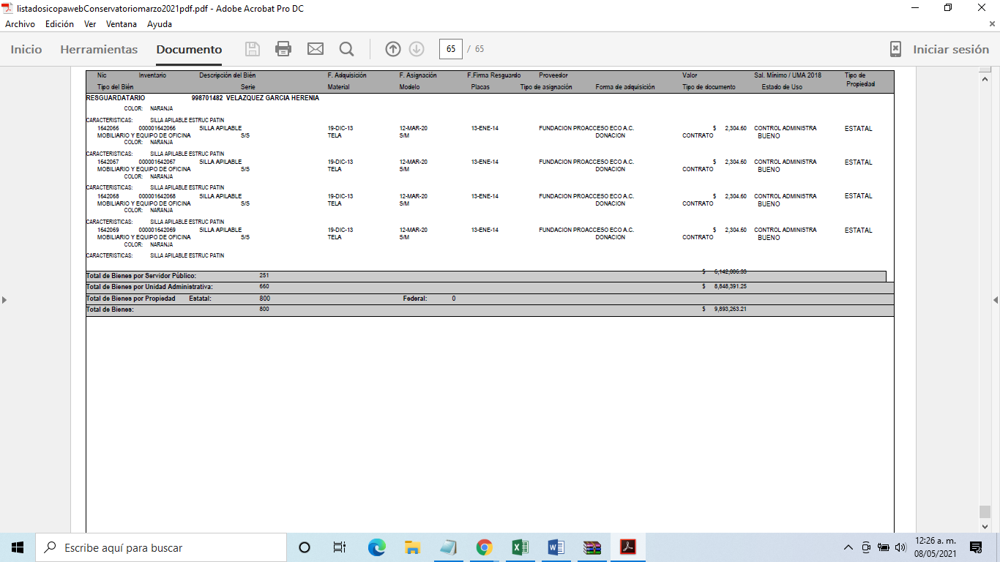 listadosicopawebConservatoriomarzo2021pdf.pdf - Adobe Acrobat Pro DC
Archivo Edición Ver Ventana Ayuda
Inicio Herramientas Documento 65 / 65 Iniciar sesión
Nic Inventario Descripción del Bién F. Adquisición F. Asignación F.Firma Resguardo Proveedor Valor Sal. Mínimo / UMA 2018 Tipo de Propiedad
Tipo del Bién Serie Material Modelo Placas Tipo de asignación Forma de adquisición Tipo de documento Estado de Uso
RESGUARDATARIO 998701482 VELAZQUEZ GARCIA HERENIA
COLOR: NARANJA
CARACTERISTICAS: SILLA APILABLE ESTRUC PATIN
1642066 000001642066 SILLA APILABLE 19-DIC-13 12-MAR-20 13-ENE-14 FUNDACION PROACCESO ECO A.C. $ 2,304.60 CONTROL ADMINISTRA ESTATAL
MOBILIARIO Y EQUIPO DE OFICINA S/S TELA S/M DONACION CONTRATO BUENO
COLOR: NARANJA
CARACTERISTICAS: SILLA APILABLE ESTRUC PATIN
1642067 000001642067 SILLA APILABLE 19-DIC-13 12-MAR-20 13-ENE-14 FUNDACION PROACCESO ECO A.C. $ 2,304.60 CONTROL ADMINISTRA ESTATAL
MOBILIARIO Y EQUIPO DE OFICINA S/S TELA S/M DONACION CONTRATO BUENO
COLOR: NARANJA
CARACTERISTICAS: SILLA APILABLE ESTRUC PATIN
1642068 000001642068 SILLA APILABLE 19-DIC-13 12-MAR-20 13-ENE-14 FUNDACION PROACCESO ECO A.C. $ 2,304.60 CONTROL ADMINISTRA ESTATAL
MOBILIARIO Y EQUIPO DE OFICINA S/S TELA S/M DONACION CONTRATO BUENO
COLOR: NARANJA
CARACTERISTICAS: SILLA APILABLE ESTRUC PATIN
1642069 000001642069 SILLA APILABLE 19-DIC-13 12-MAR-20 13-ENE-14 FUNDACION PROACCESO ECO A.C. $ 2,304.60 CONTROL ADMINISTRA ESTATAL
MOBILIARIO Y EQUIPO DE OFICINA S/S TELA S/M DONACION CONTRATO BUENO
COLOR: NARANJA
CARACTERISTICAS: SILLA APILABLE ESTRUC PATIN
Total de Bienes por Servidor Público: 251 $
Total de Bienes por Unidad Administrativa: 660 $ 8,848,391.25
Total de Bienes por Propiedad Estatal: 800 Federal: 0
Total de Bienes: 800 $ 9,893,263.21
Escribe aquí para buscar
12:26 a. m.
08/05/2021